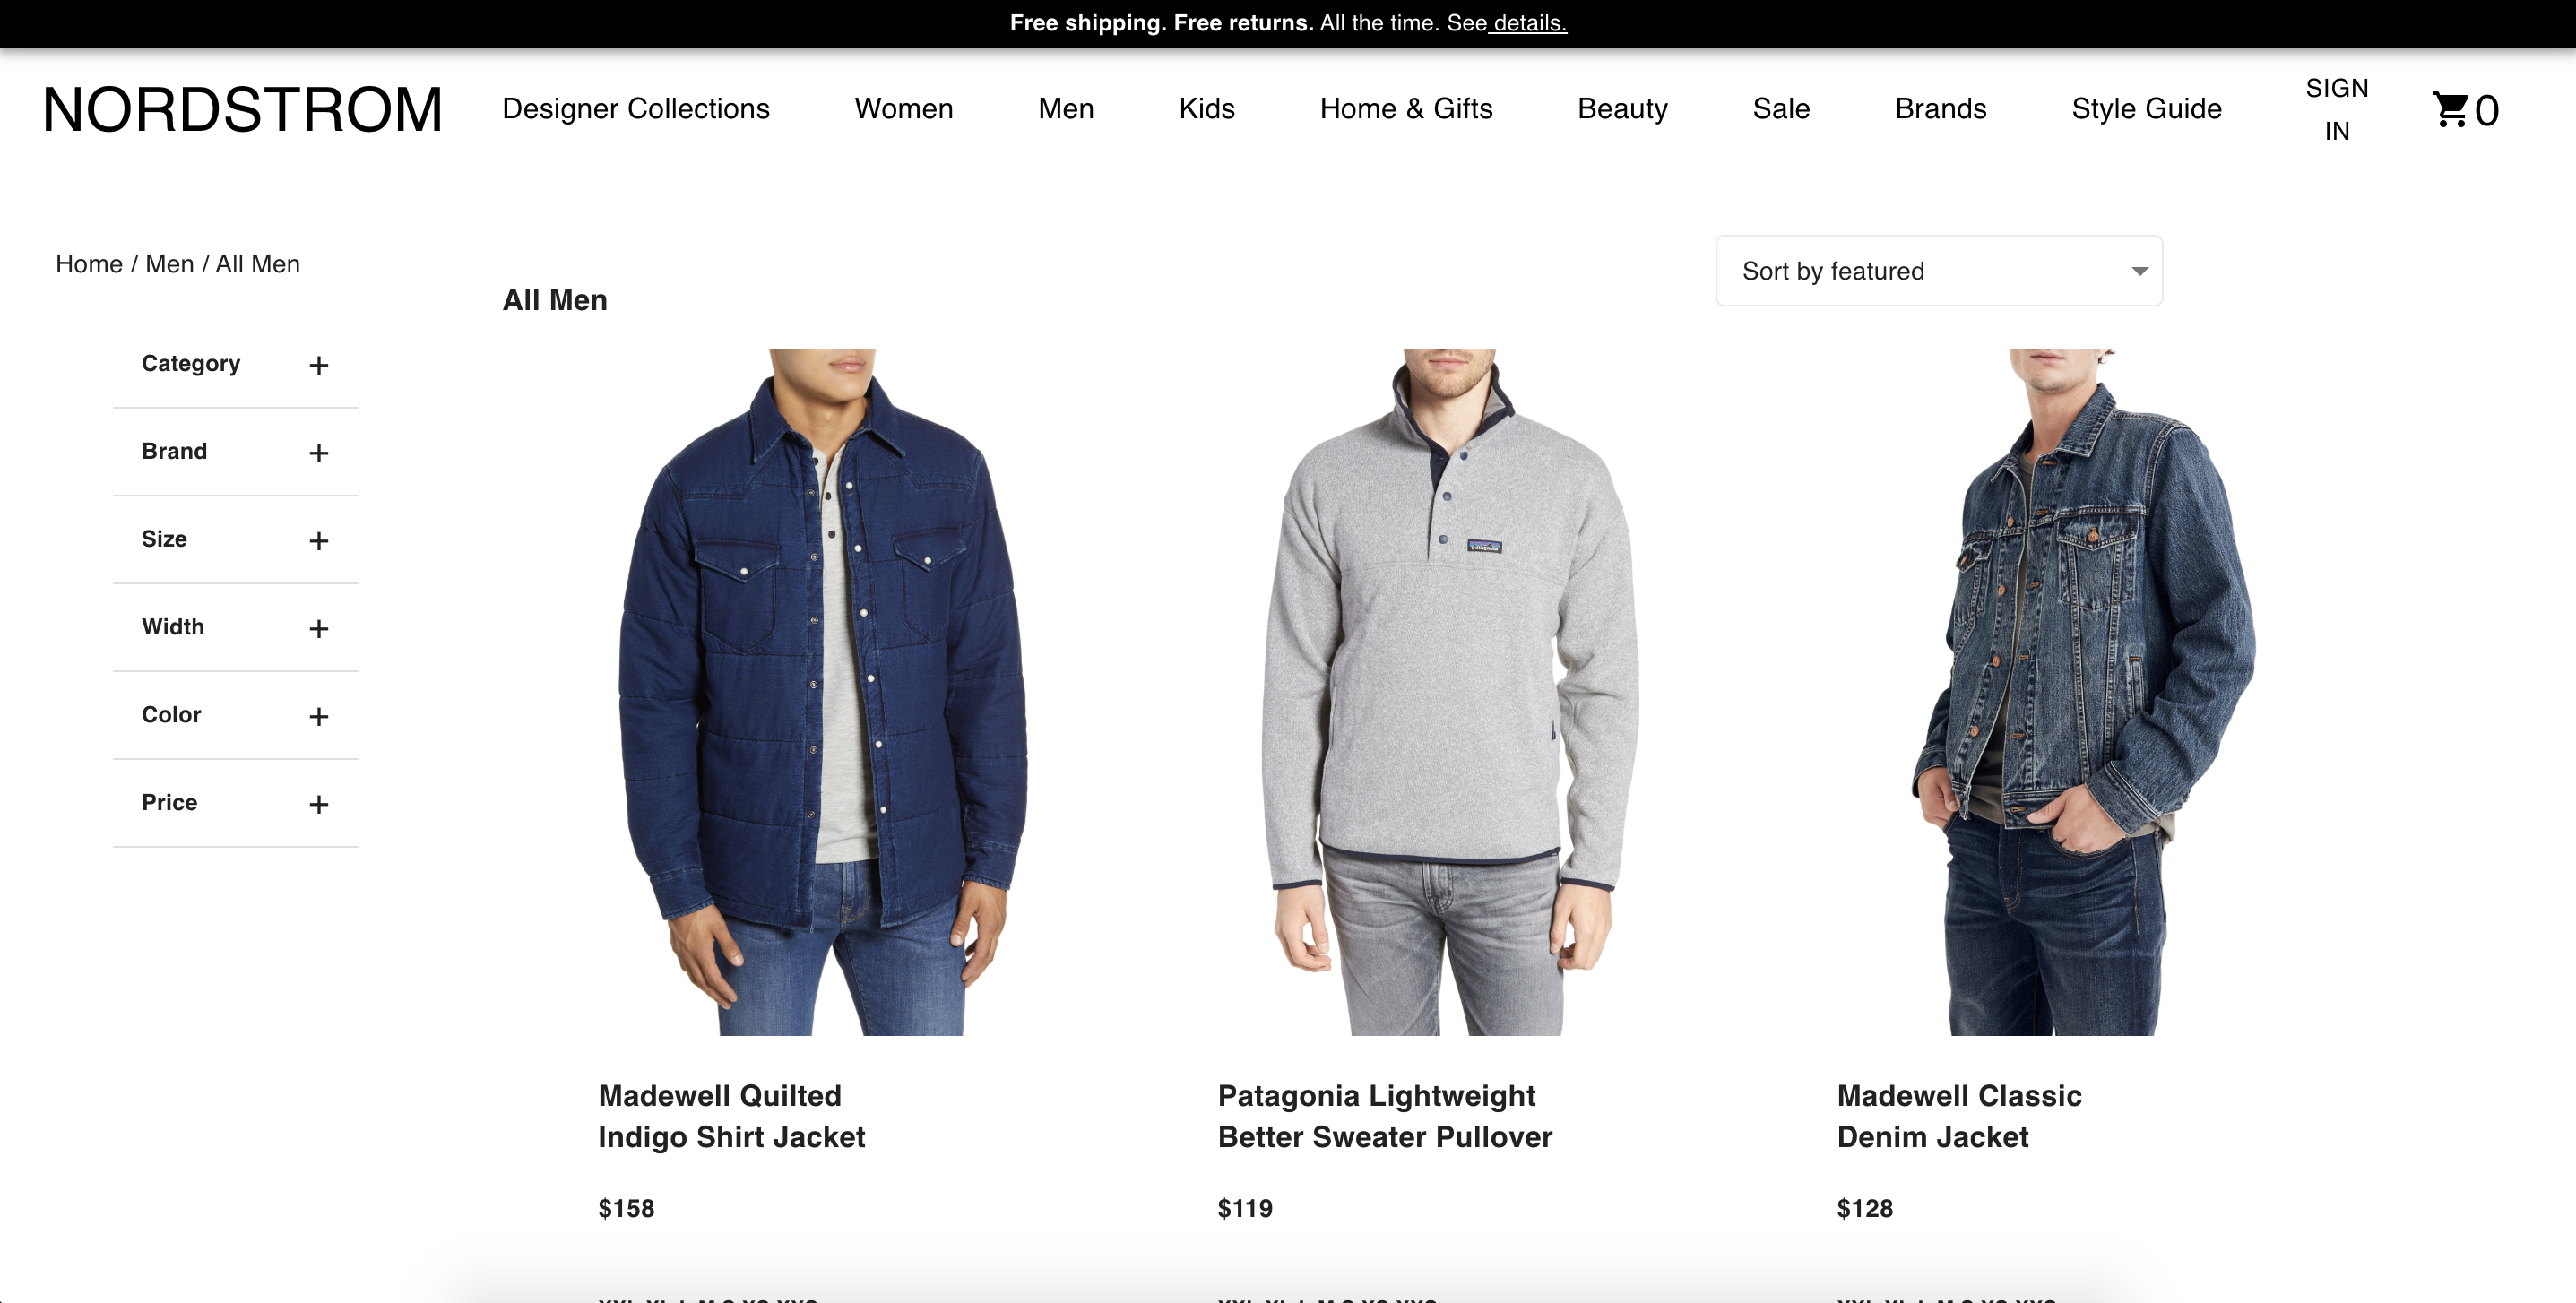 Free shipping. Free returns. All the time. See details.
NORDSTROM
Designer Collections
Women
Men
Kids
Home & Gifts
Beauty
Sale
Brands
Style Guide
SIGN
IN
0
Home / Men / All Men
Sort by featured
All Men
Category +
Brand +
Size +
Width +
Color +
Price +
patagonia
Madewell Quilted
Indigo Shirt Jacket
$158
Patagonia Lightweight
Better Sweater Pullover
$119
Madewell Classic
Denim Jacket
$128